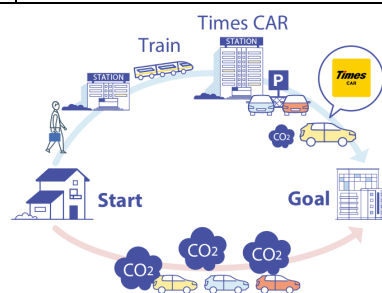 Times CAR
Train
STATION
STATION
P
Times
CAR
CO2
Start
Goal
CO2
CO2
CO2